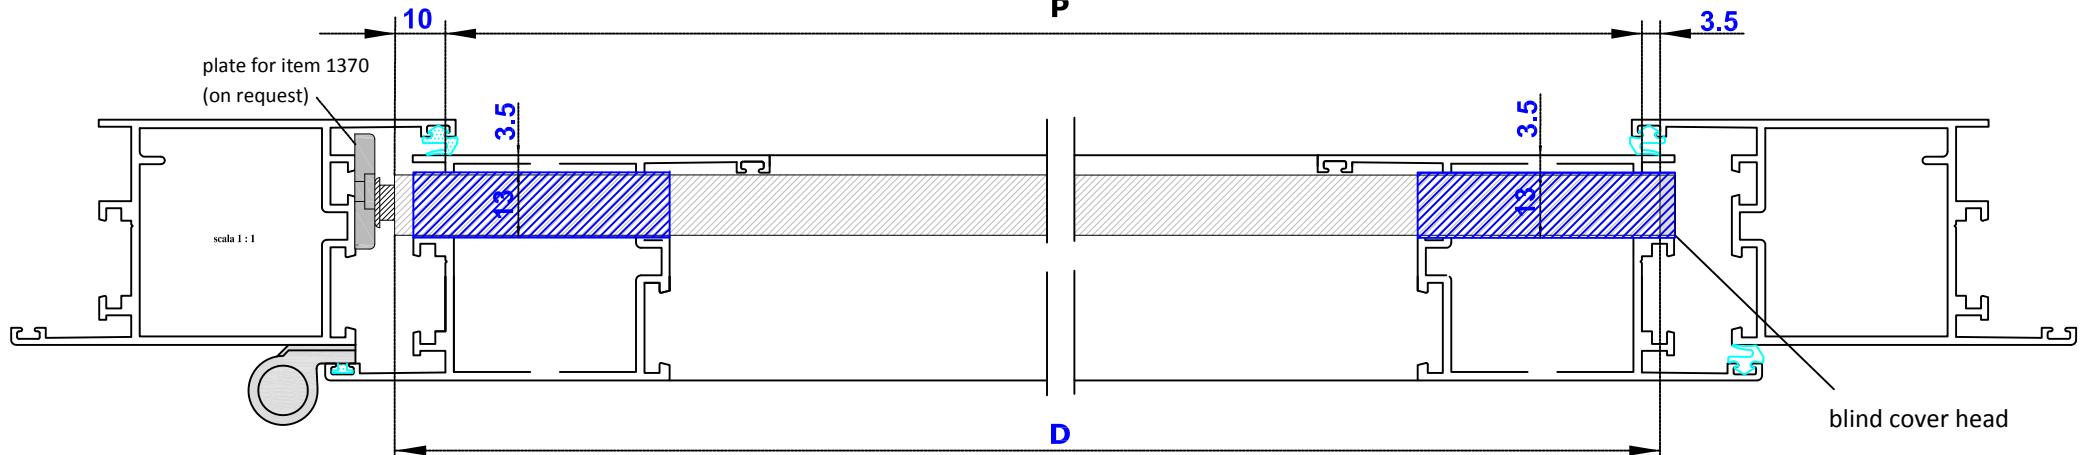 P
10
3.5
plate for item 1370
(on request)
3.5
3.5
13
13
scala 1 : 1
blind cover head
D